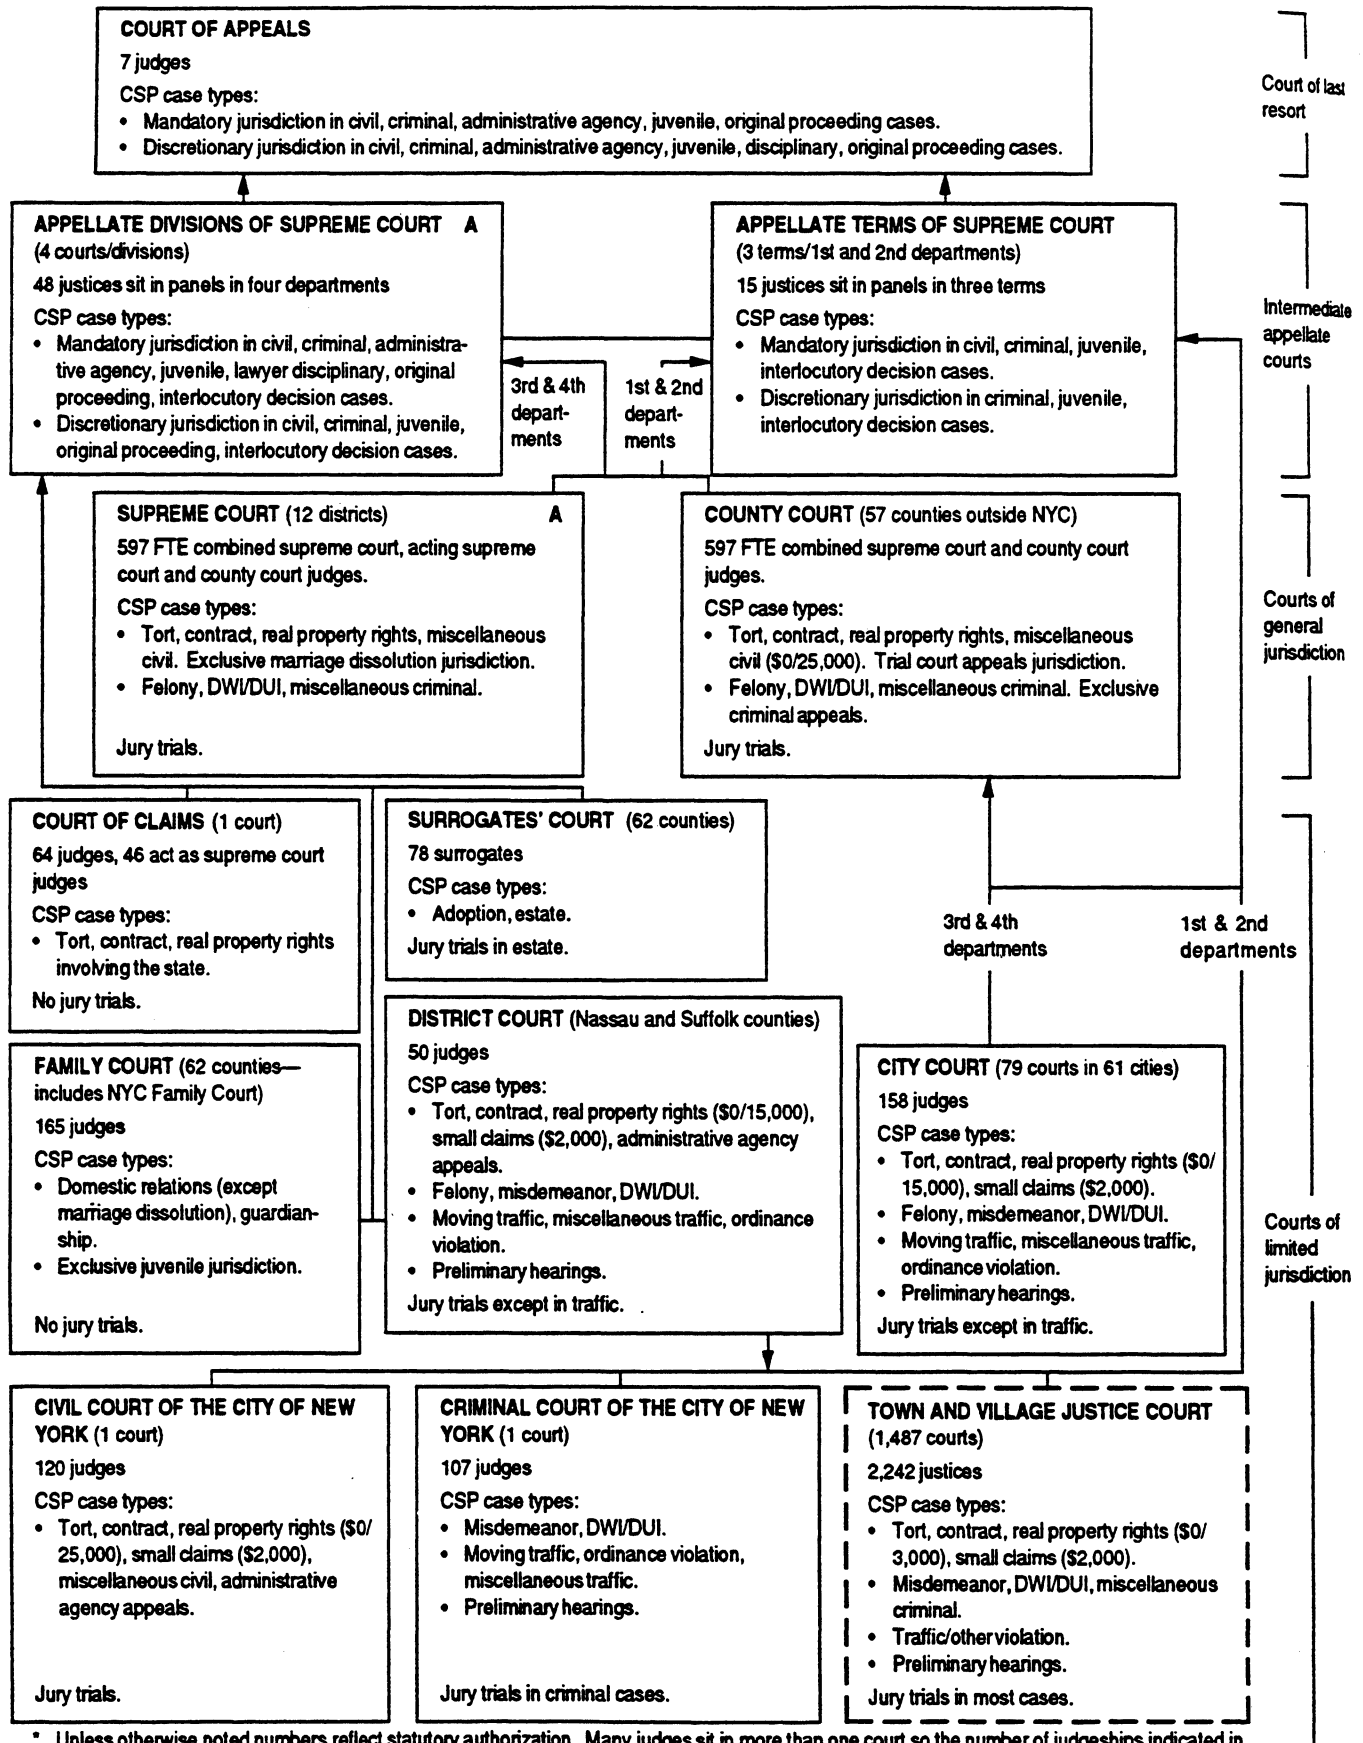 COURT OF APPEALS
7 judges
CSP case types:
• Mandatory jurisdiction in civil, criminal, administrative agency, juvenile, original proceeding cases.
• Discretionary jurisdiction in civil, criminal, administrative agency, juvenile, disciplinary, original proceeding cases.
Court of last
resort
APPELLATE DIVISIONS OF SUPREME COURT A
(4 courts/divisions)
48 justices sit in panels in four departments
CSP case types:
• Mandatory jurisdiction in civil, criminal, administra-
tive agency, juvenile, lawyer disciplinary, original
proceeding, interlocutory decision cases.
• Discretionary jurisdiction in civil, criminal, juvenile,
original proceeding, interlocutory decision cases.
3rd & 4th
depart-
ments
1st & 2nd
depart-
ments
APPELLATE TERMS OF SUPREME COURT
(3 terms/1st and 2nd departments)
15 justices sit in panels in three terms
CSP case types:
• Mandatory jurisdiction in civil, criminal, juvenile,
interlocutory decision cases.
• Discretionary jurisdiction in criminal, juvenile,
interlocutory decision cases.
Intermediate
appellate
courts
SUPREME COURT (12 districts) A
597 FTE combined supreme court, acting supreme
court and county court judges.
CSP case types:
• Tort, contract, real property rights, miscellaneous
civil. Exclusive marriage dissolution jurisdiction.
• Felony, DWI/DUI, miscellaneous criminal.
Jury trials.
COUNTY COURT (57 counties outside NYC)
597 FTE combined supreme court and county court
judges.
CSP case types:
• Tort, contract, real property rights, miscellaneous
civil ($0/25,000). Trial court appeals jurisdiction.
• Felony, DWI/DUI, miscellaneous criminal. Exclusive
criminal appeals.
Jury trials.
Courts of
general
jurisdiction
COURT OF CLAIMS (1 court)
64 judges, 46 act as supreme court
judges
CSP case types:
• Tort, contract, real property rights
involving the state.
No jury trials.
SURROGATES' COURT (62 counties)
78 surrogates
CSP case types:
• Adoption, estate.
Jury trials in estate.
3rd & 4th
departments
1st & 2nd
departments
FAMILY COURT (62 counties—
includes NYC Family Court)
165 judges
CSP case types:
• Domestic relations (except
marriage dissolution), guardian-
ship.
• Exclusive juvenile jurisdiction.
No jury trials.
DISTRICT COURT (Nassau and Suffolk counties)
50 judges
CSP case types:
• Tort, contract, real property rights ($0/15,000),
small claims ($2,000), administrative agency
appeals.
• Felony, misdemeanor, DWI/DUI.
• Moving traffic, miscellaneous traffic, ordinance
violation.
• Preliminary hearings.
Jury trials except in traffic.
CITY COURT (79 courts in 61 cities)
158 judges
CSP case types:
• Tort, contract, real property rights ($0/
15,000), small claims ($2,000).
• Felony, misdemeanor, DWI/DUI.
• Moving traffic, miscellaneous traffic,
ordinance violation.
• Preliminary hearings.
Jury trials except in traffic.
Courts of
limited
jurisdiction
CIVIL COURT OF THE CITY OF NEW
YORK (1 court)
120 judges
CSP case types:
• Tort, contract, real property rights ($0/
25,000), small claims ($2,000),
miscellaneous civil, administrative
agency appeals.
Jury trials.
CRIMINAL COURT OF THE CITY OF NEW
YORK (1 court)
107 judges
CSP case types:
• Misdemeanor, DWI/DUI.
• Moving traffic, ordinance violation,
miscellaneous traffic.
• Preliminary hearings.
Jury trials in criminal cases.
TOWN AND VILLAGE JUSTICE COURT
(1,487 courts)
2,242 justices
CSP case types:
• Tort, contract, real property rights ($0/
3,000), small claims ($2,000).
• Misdemeanor, DWI/DUI, miscellaneous
criminal.
• Traffic/other violation.
• Preliminary hearings.
Jury trials in most cases.
* Unless otherwise noted numbers reflect statutory authorization. Many judges sit in more than one court so the number of judgeships indicated in